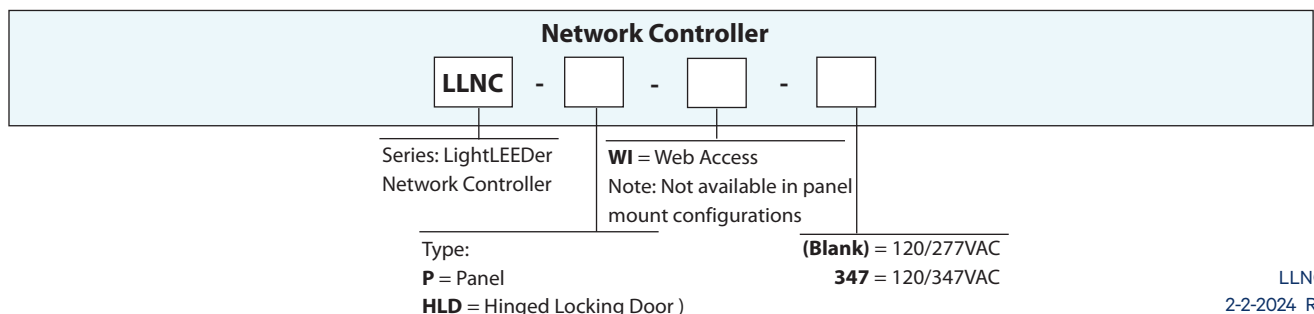 Network Controller
LLNC - - -
Series: LightLEEDer
Network Controller
WI = Web Access
Note: Not available in panel
mount configurations
Type:
P = Panel
HLD = Hinged Locking Door )
(Blank) = 120/277VAC
347 = 120/347VAC
2-2-2024